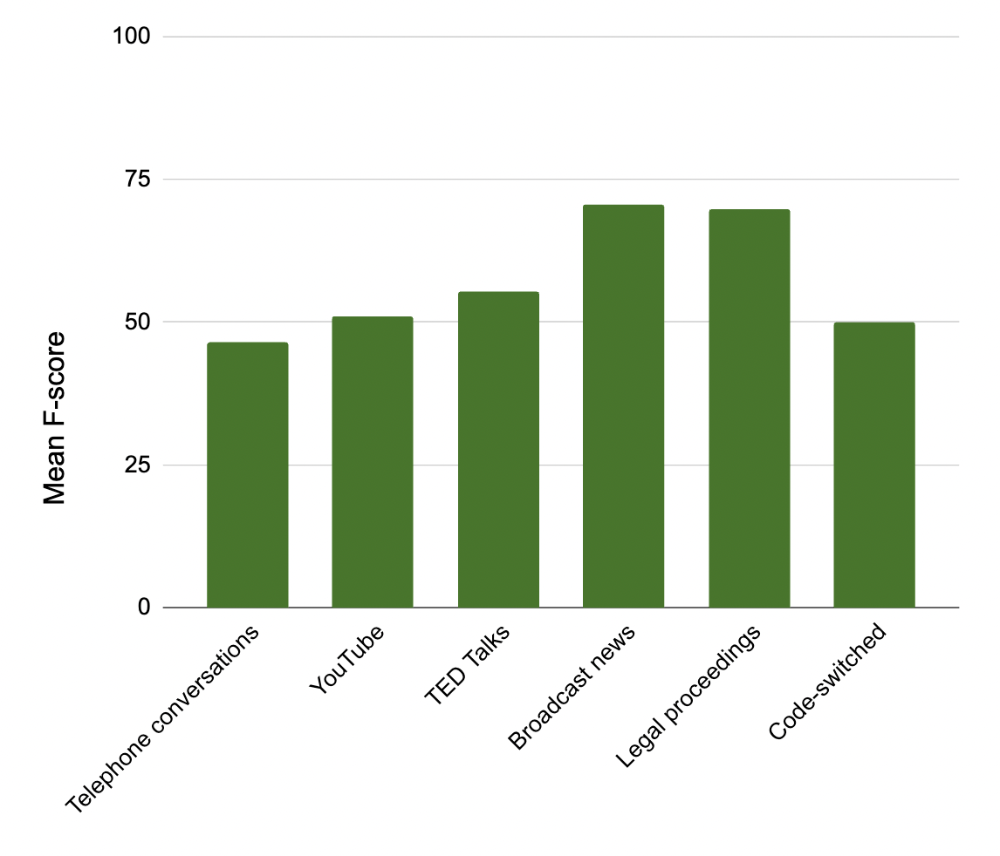 100
75
50
25
0
Mean F-score
Telephone conversations
YouTube
TED Talks
Broadcast news
Legal proceedings
Code-switched